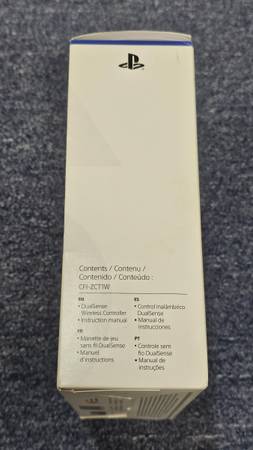 Contents / Contenu /
Contenido / Conteúdo :
CFI-ZCT1W
EN
• DualSense
Wireless Controller
• Instruction manual
FR
• Manette de jeu
sans fil DualSense
• Manuel
d'instructions
ES
• Control inalámbrico
DualSense
• Manual de
instrucciones
PT
• Controle sem
fio DualSense
• Manual de
instruções